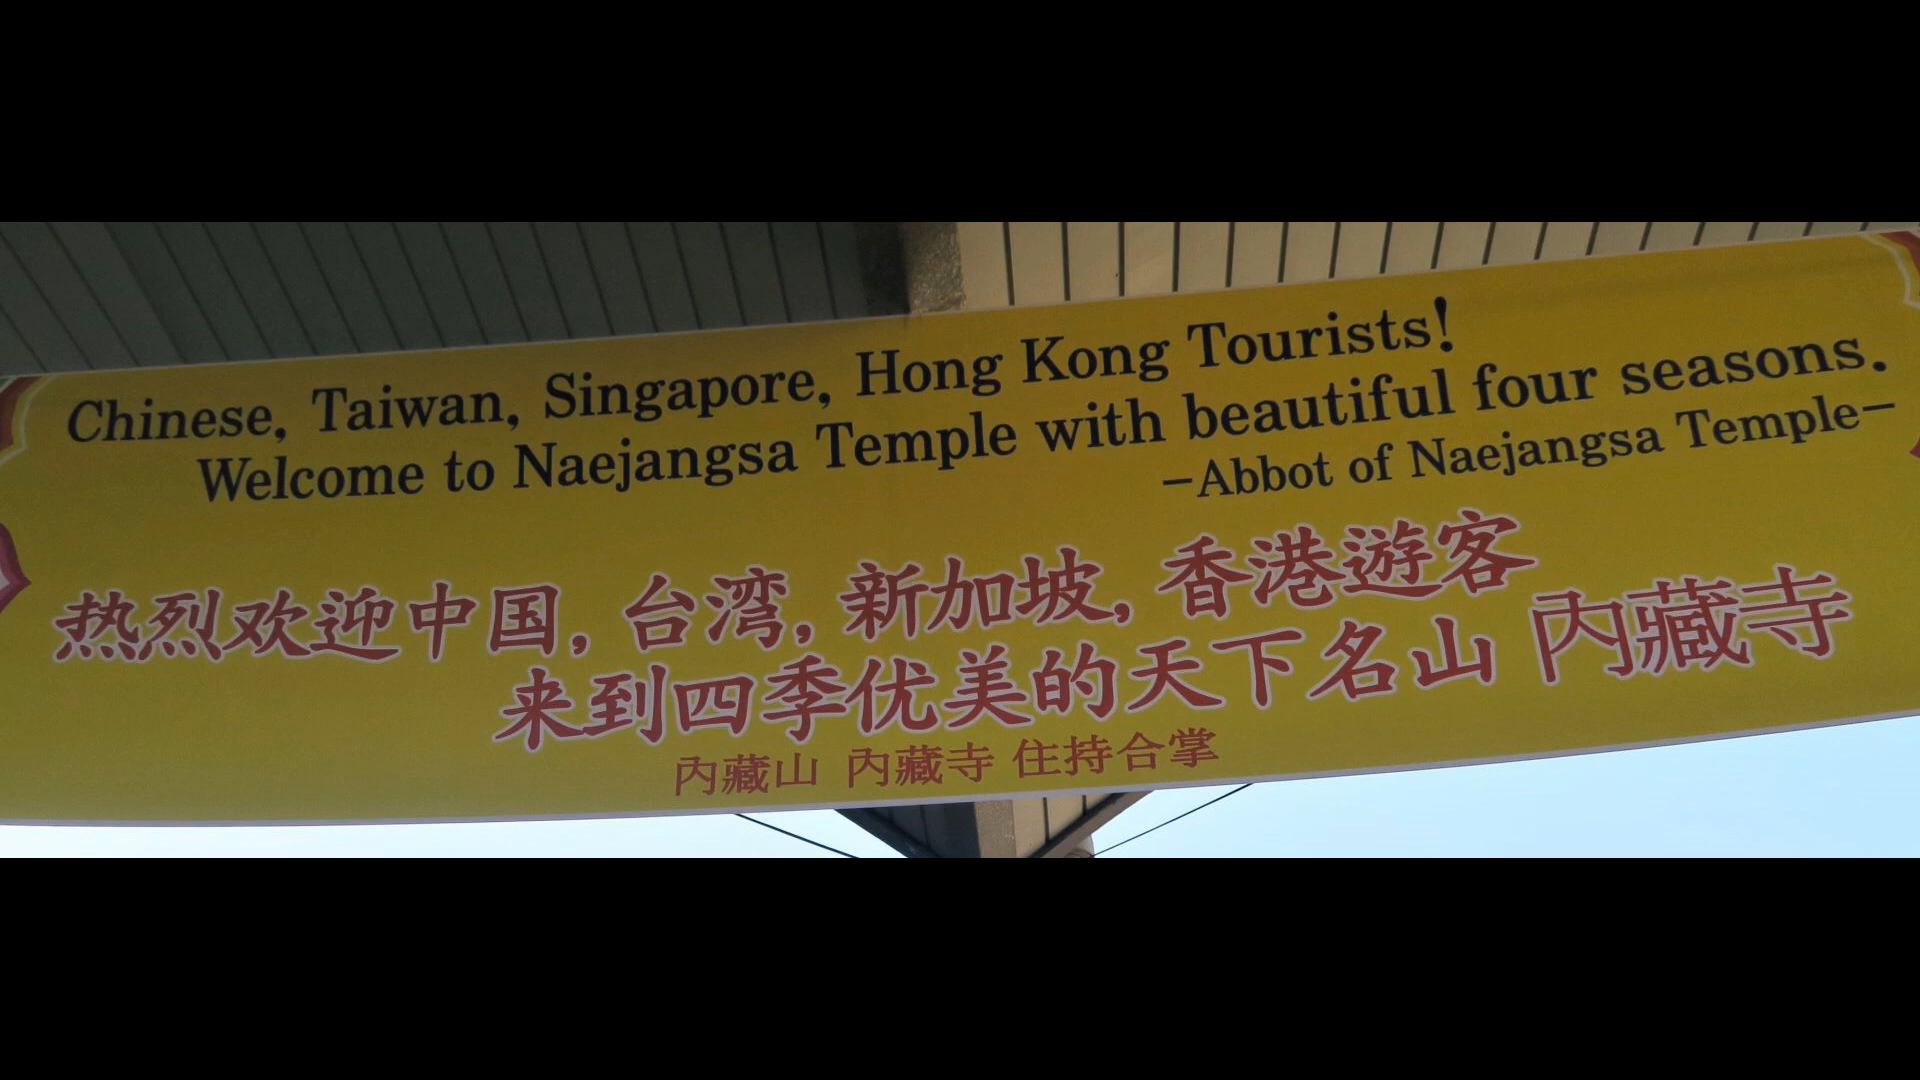 Chinese, Taiwan, Singapore, Hong Kong Tourists!
Welcome to Naejangsa Temple with beautiful four seasons.
−Abbot of Naejangsa Temple−
热烈欢迎中国, 台湾, 新加坡, 香港遊客
来到四季优美的天下名山 內藏寺
內藏山 內藏寺 住持合掌